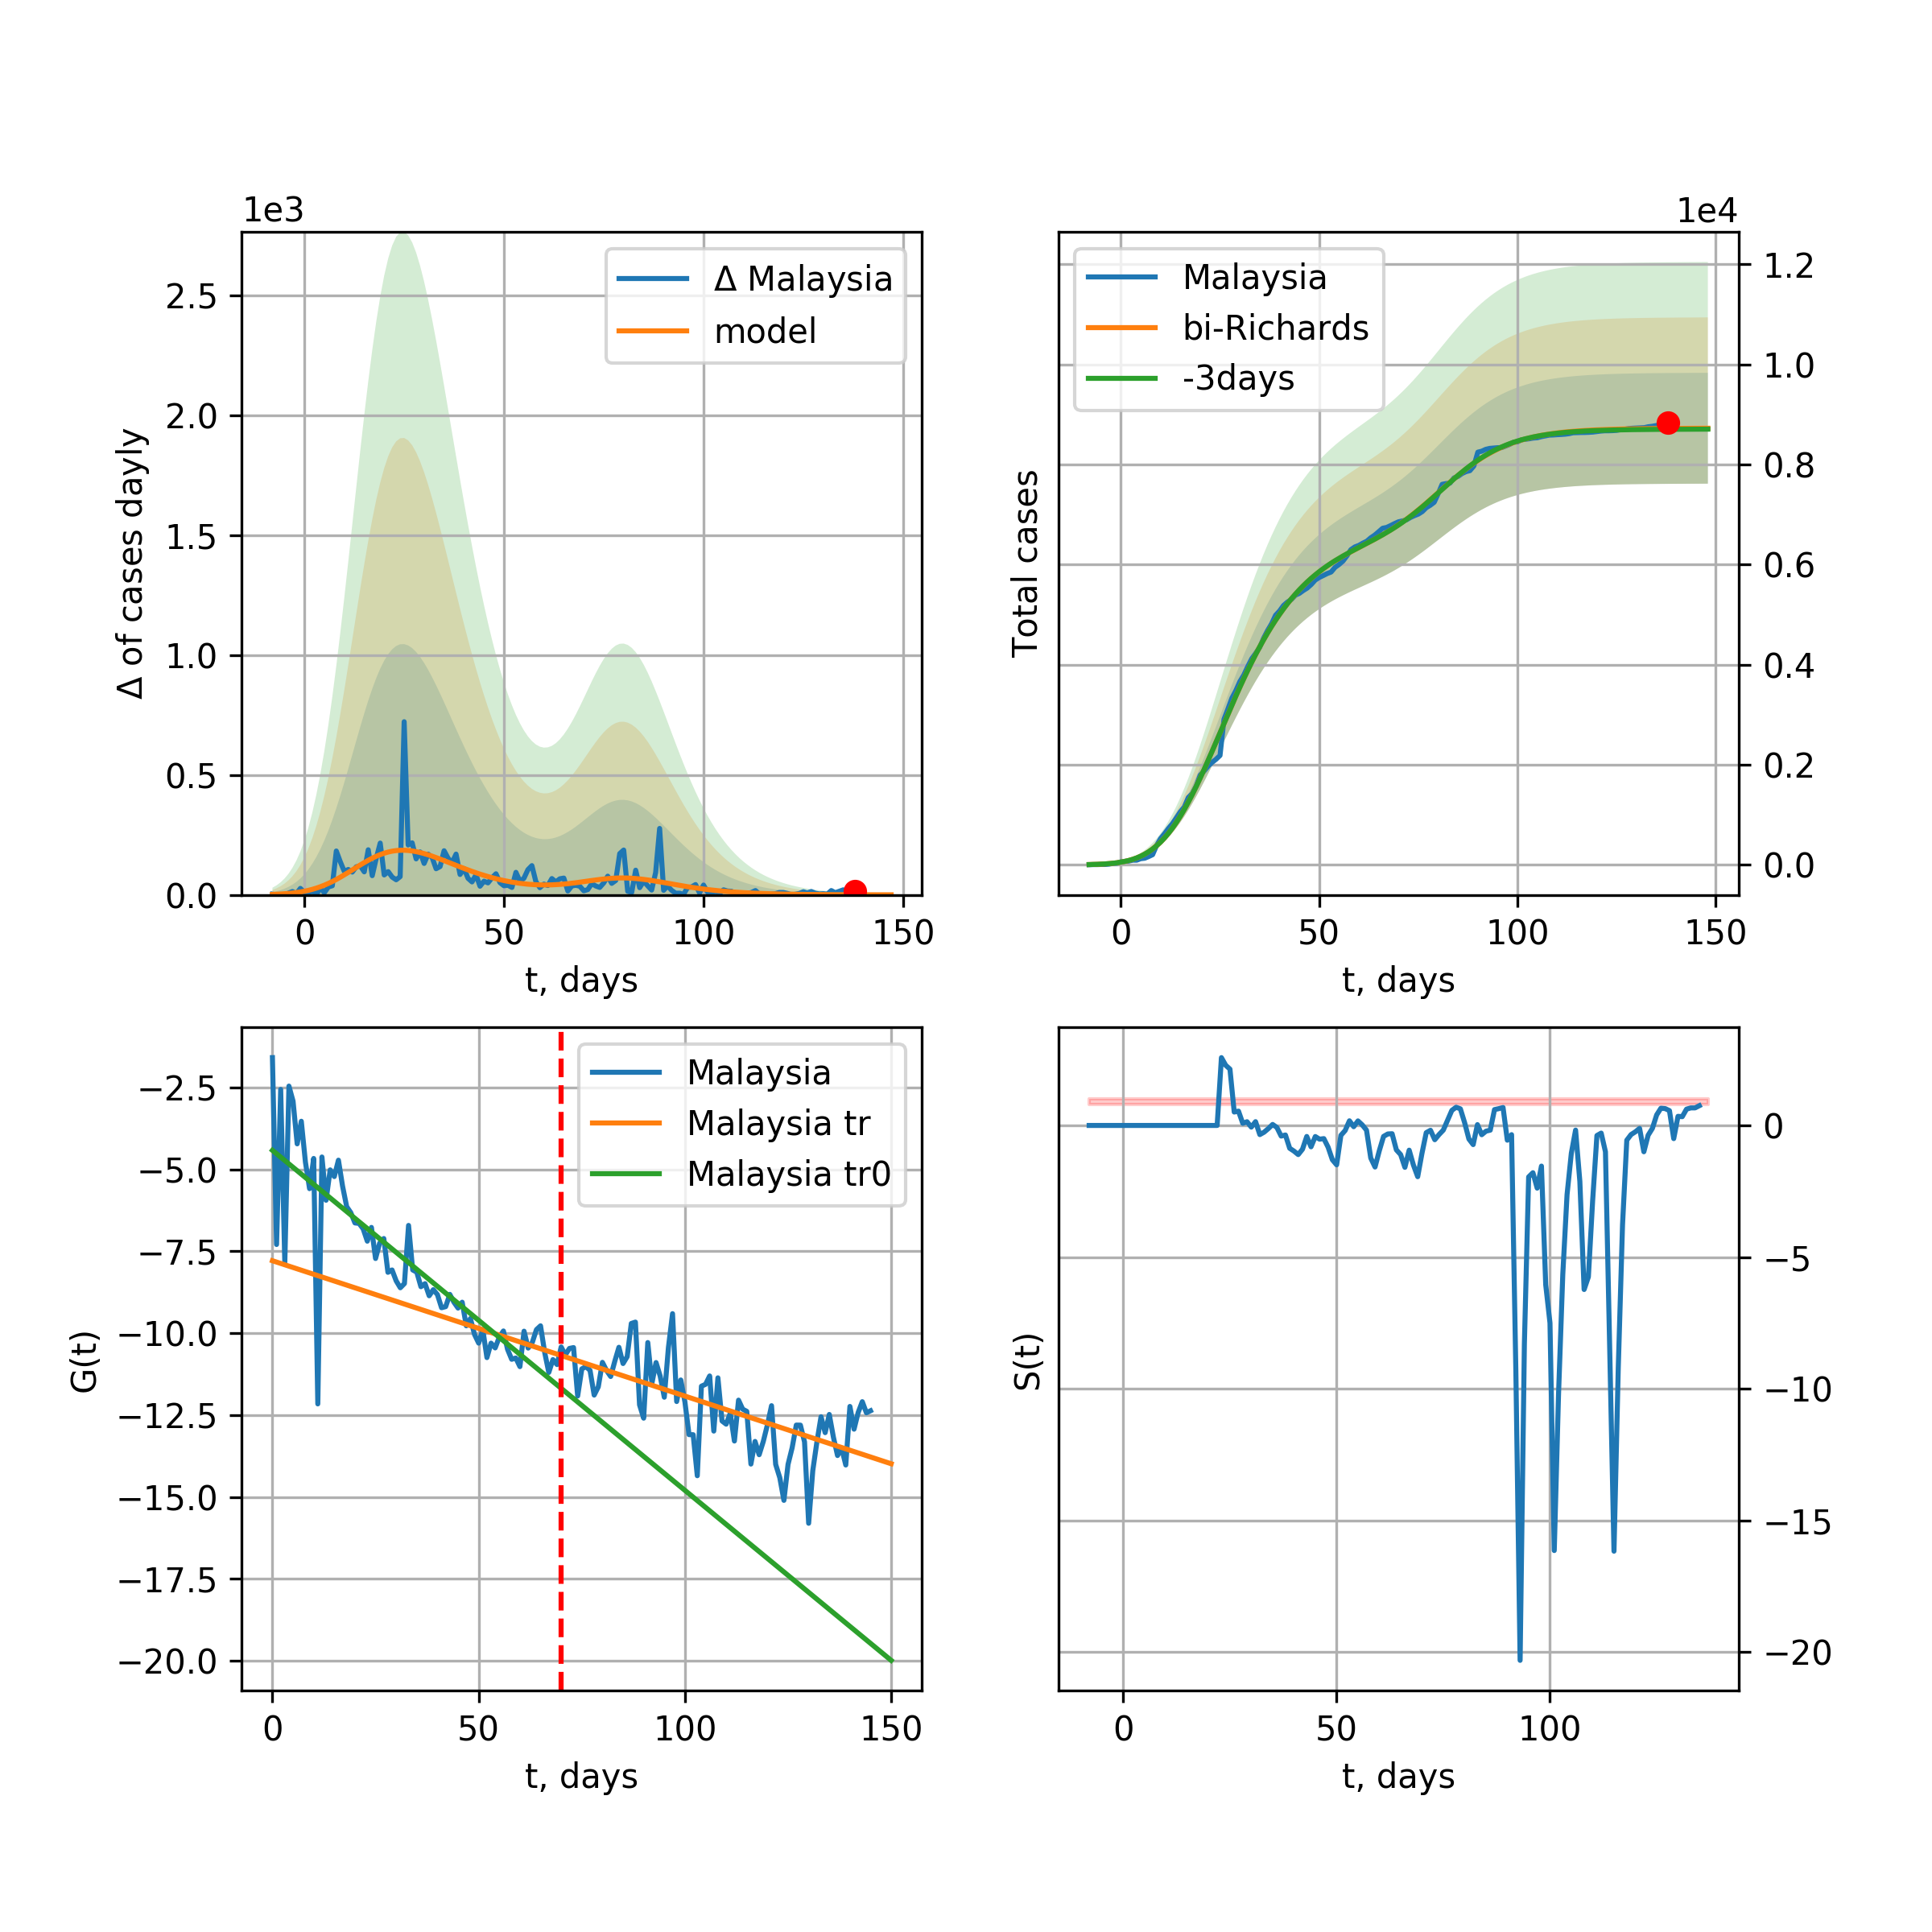 1e3
Δ of cases dayly
2.5
2.0
1.5
1.0
0.5
0.0
0 50 100 150
t, days
Δ Malaysia
model
1e4
Total cases
1.2
1.0
0.8
0.6
0.4
0.2
0.0
0 50 100 150
t, days
Malaysia
bi-Richards
-3days
G(t)
−2.5
−5.0
−7.5
−10.0
−12.5
−15.0
−17.5
−20.0
0 50 100 150
t, days
Malaysia
Malaysia tr
Malaysia tr0
S(t)
0
−5
−10
−15
−20
0 50 100
t, days